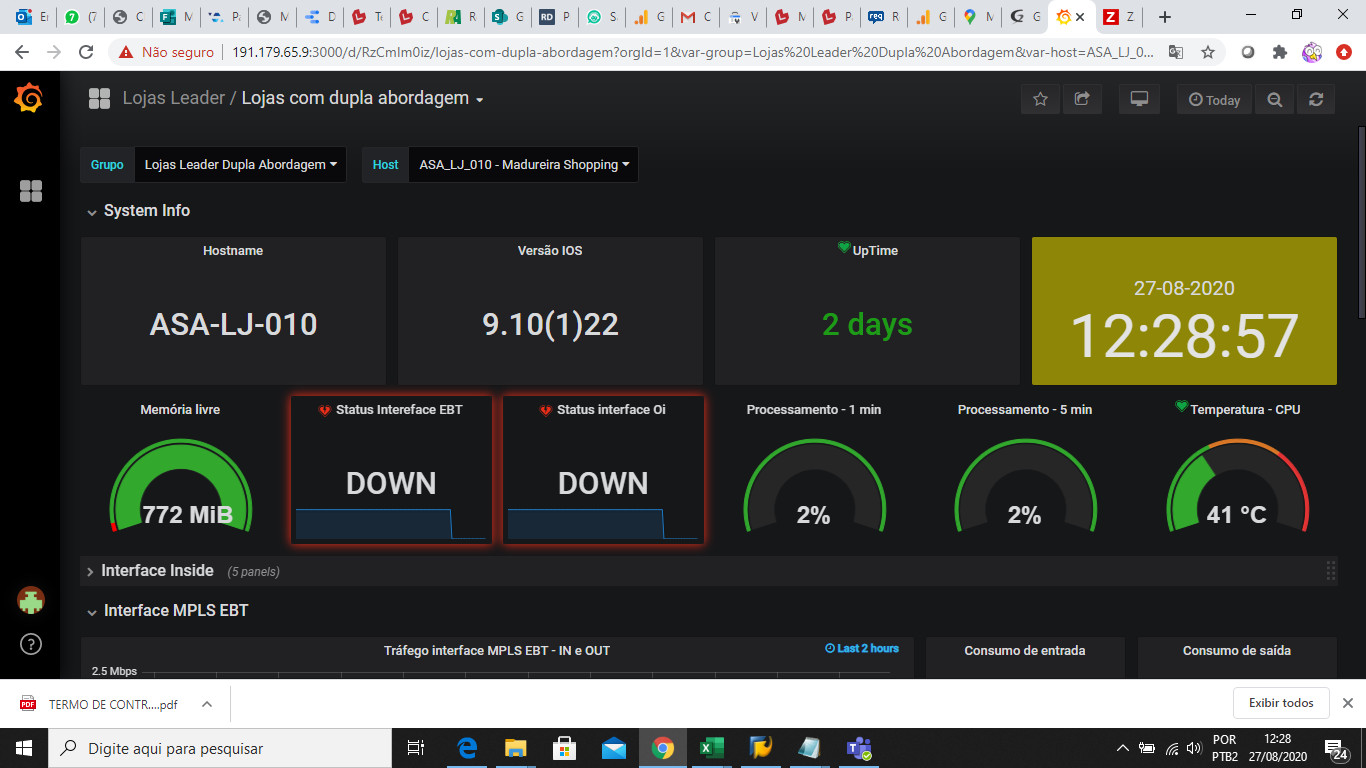 Não seguro
191.179.65.9:3000/d/RzCmIm0iz/lojas-com-dupla-abordagem?orgId=1&var-group=Lojas%20Leader%20Dupla%20Abordagem&var-host=ASA_LJ_0...
Lojas Leader / Lojas com dupla abordagem
Today
Grupo Lojas Leader Dupla Abordagem Host ASA_LJ_010 - Madureira Shopping
System Info
Hostname
ASA-LJ-010
Versão IOS
9.10(1)22
UpTime
2 days
27-08-2020
12:28:57
Memória livre
772 MiB
Status Intereface EBT
DOWN
Status interface Oi
DOWN
Processamento - 1 min
2%
Processamento - 5 min
2%
Temperatura - CPU
41 °C
Interface Inside (5 panels)
Interface MPLS EBT
Tráfego interface MPLS EBT - IN e OUT
Last 2 hours
2.5 Mbps
Consumo de entrada
Consumo de saída
TERMO DE CONTR....pdf
Exibir todos
Digite aqui para pesquisar
POR
PTB2
12:28
27/08/2020
24